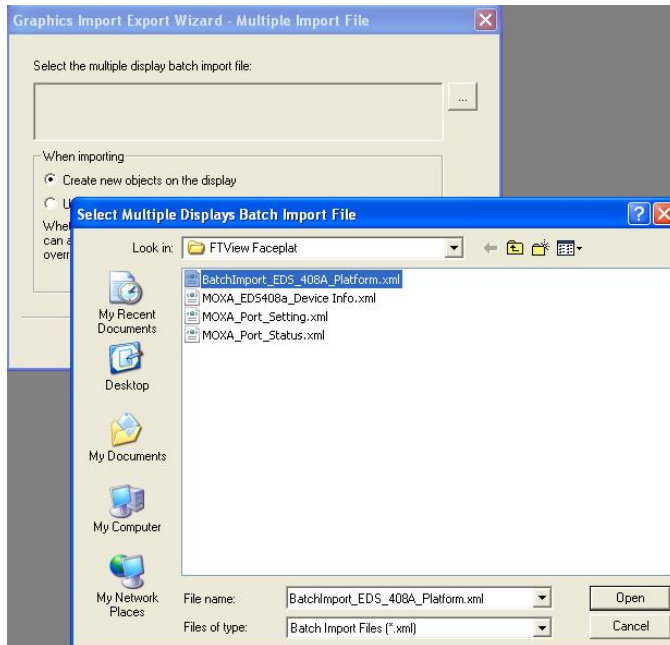 Graphics Import Export Wizard - Multiple Import File
Select the multiple display batch import file:
...
When importing
Create new objects on the display
Select Multiple Displays Batch Import File
Look in:
FTView Faceplat
BatchImport_EDS_408A_Platform.xml
MOXA_EDS408a_Device Info.xml
MOXA_Port_Setting.xml
MOXA_Port_Status.xml
My Recent
Documents
Desktop
My Documents
My Computer
My Network
Places
File name:
BatchImport_EDS_408A_Platform.xml
Open
Files of type:
Batch Import Files (*.xml)
Cancel